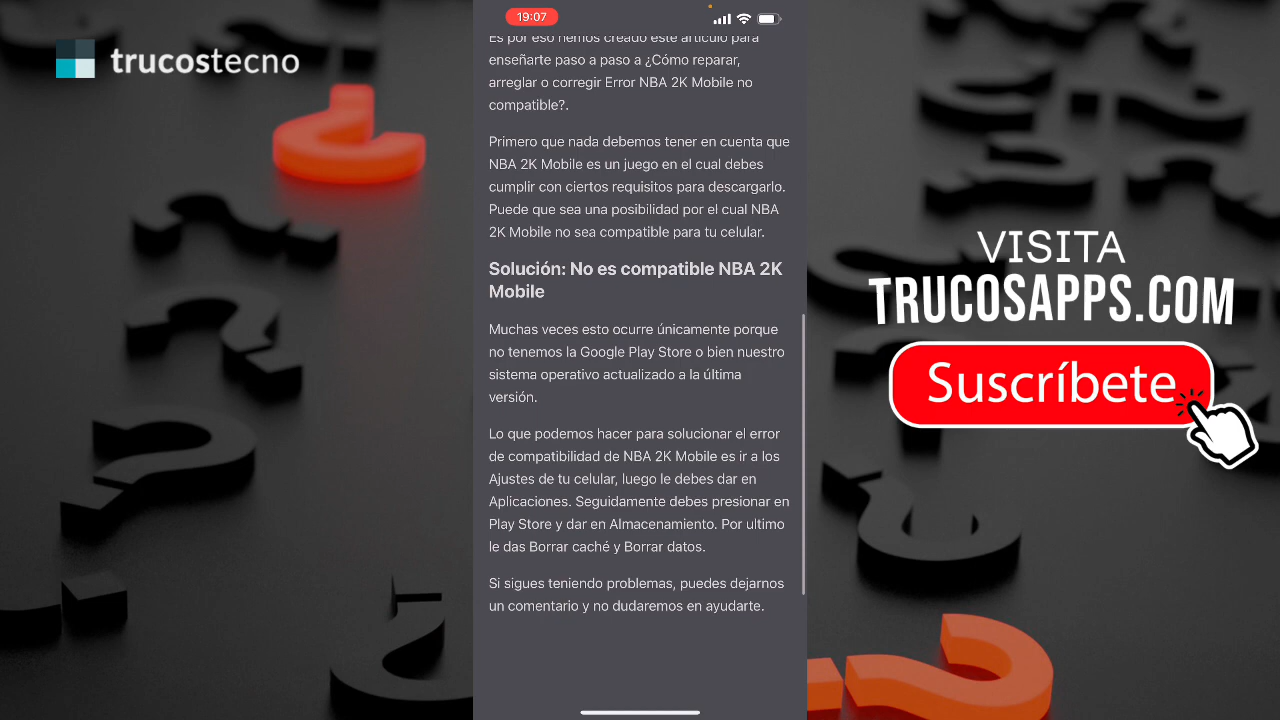 trucostecno
19:07
Es por eso hemos creado este artículo para
enseñarte paso a paso a ¿Cómo reparar,
arreglar o corregir Error NBA 2K Mobile no
compatible?.
Primero que nada debemos tener en cuenta que
NBA 2K Mobile es un juego en el cual debes
cumplir con ciertos requisitos para descargarlo.
Puede que sea una posibilidad por el cual NBA
2K Mobile no sea compatible para tu celular.
Solución: No es compatible NBA 2K
Mobile
Muchas veces esto ocurre únicamente porque
no tenemos la Google Play Store o bien nuestro
sistema operativo actualizado a la última
versión.
Lo que podemos hacer para solucionar el error
de compatibilidad de NBA 2K Mobile es ir a los
Ajustes de tu celular, luego le debes dar en
Aplicaciones. Seguidamente debes presionar en
Play Store y dar en Almacenamiento. Por ultimo
le das Borrar caché y Borrar datos.
Si sigues teniendo problemas, puedes dejarnos
un comentario y no dudaremos en ayudarte.
VISITA
TRUCOSAPPS.COM
Suscríbete